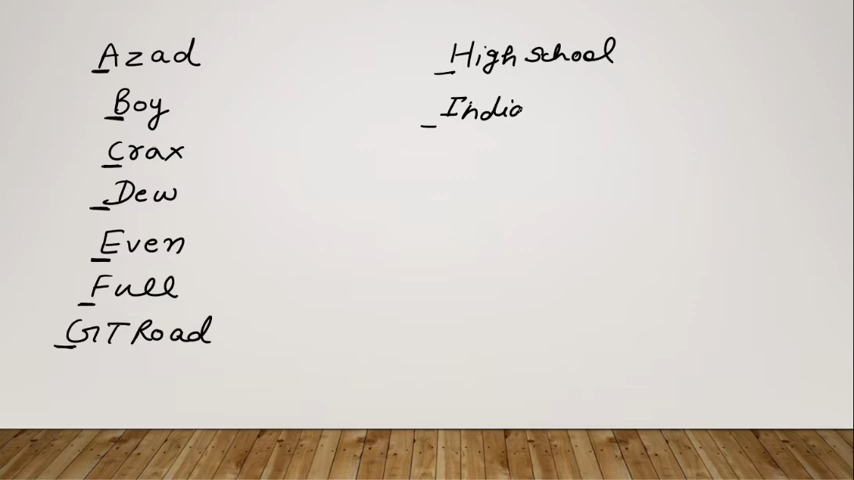 Azad
Boy
Crax
Dew
Even
Full
GT Road
High school
India